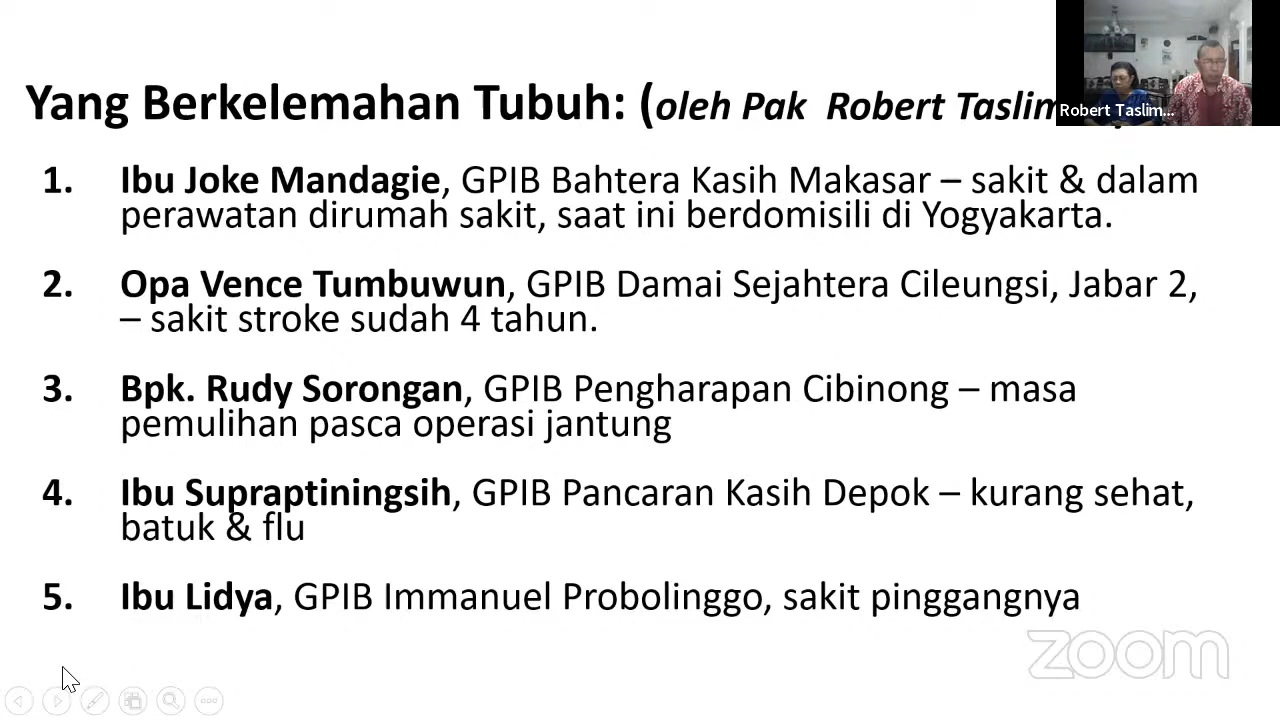 Yang Berkelemahan Tubuh: (oleh Pak Robert Taslim
Robert Taslim...
1. Ibu Joke Mandagie, GPIB Bahtera Kasih Makasar – sakit & dalam
perawatan dirumah sakit, saat ini berdomisili di Yogyakarta.
2. Opa Vence Tumbuwun, GPIB Damai Sejahtera Cileungsi, Jabar 2,
– sakit stroke sudah 4 tahun.
3. Bpk. Rudy Sorongan, GPIB Pengharapan Cibinong – masa
pemulihan pasca operasi jantung
4. Ibu Supraptiningsih, GPIB Pancaran Kasih Depok – kurang sehat,
batuk & flu
5. Ibu Lidya, GPIB Immanuel Probolinggo, sakit pinggangnya
zoom